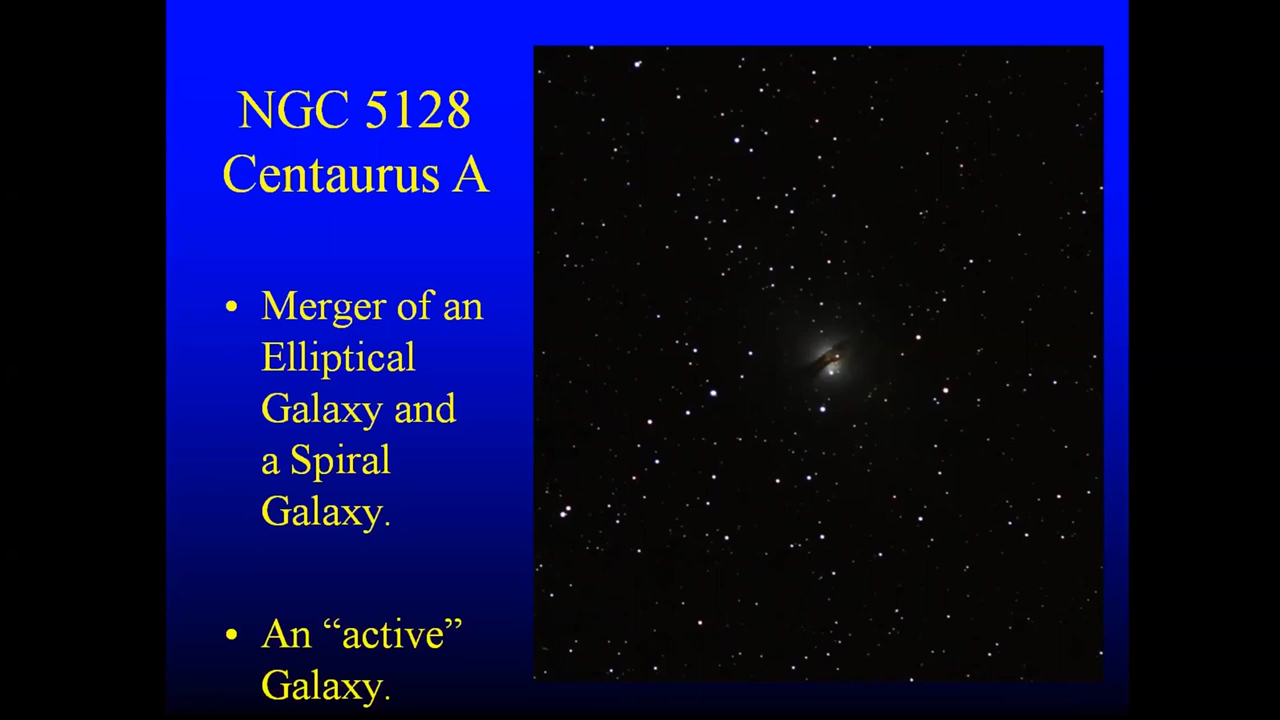 NGC 5128
Centaurus A
• Merger of an
Elliptical
Galaxy and
a Spiral
Galaxy.
• An “active”
Galaxy.